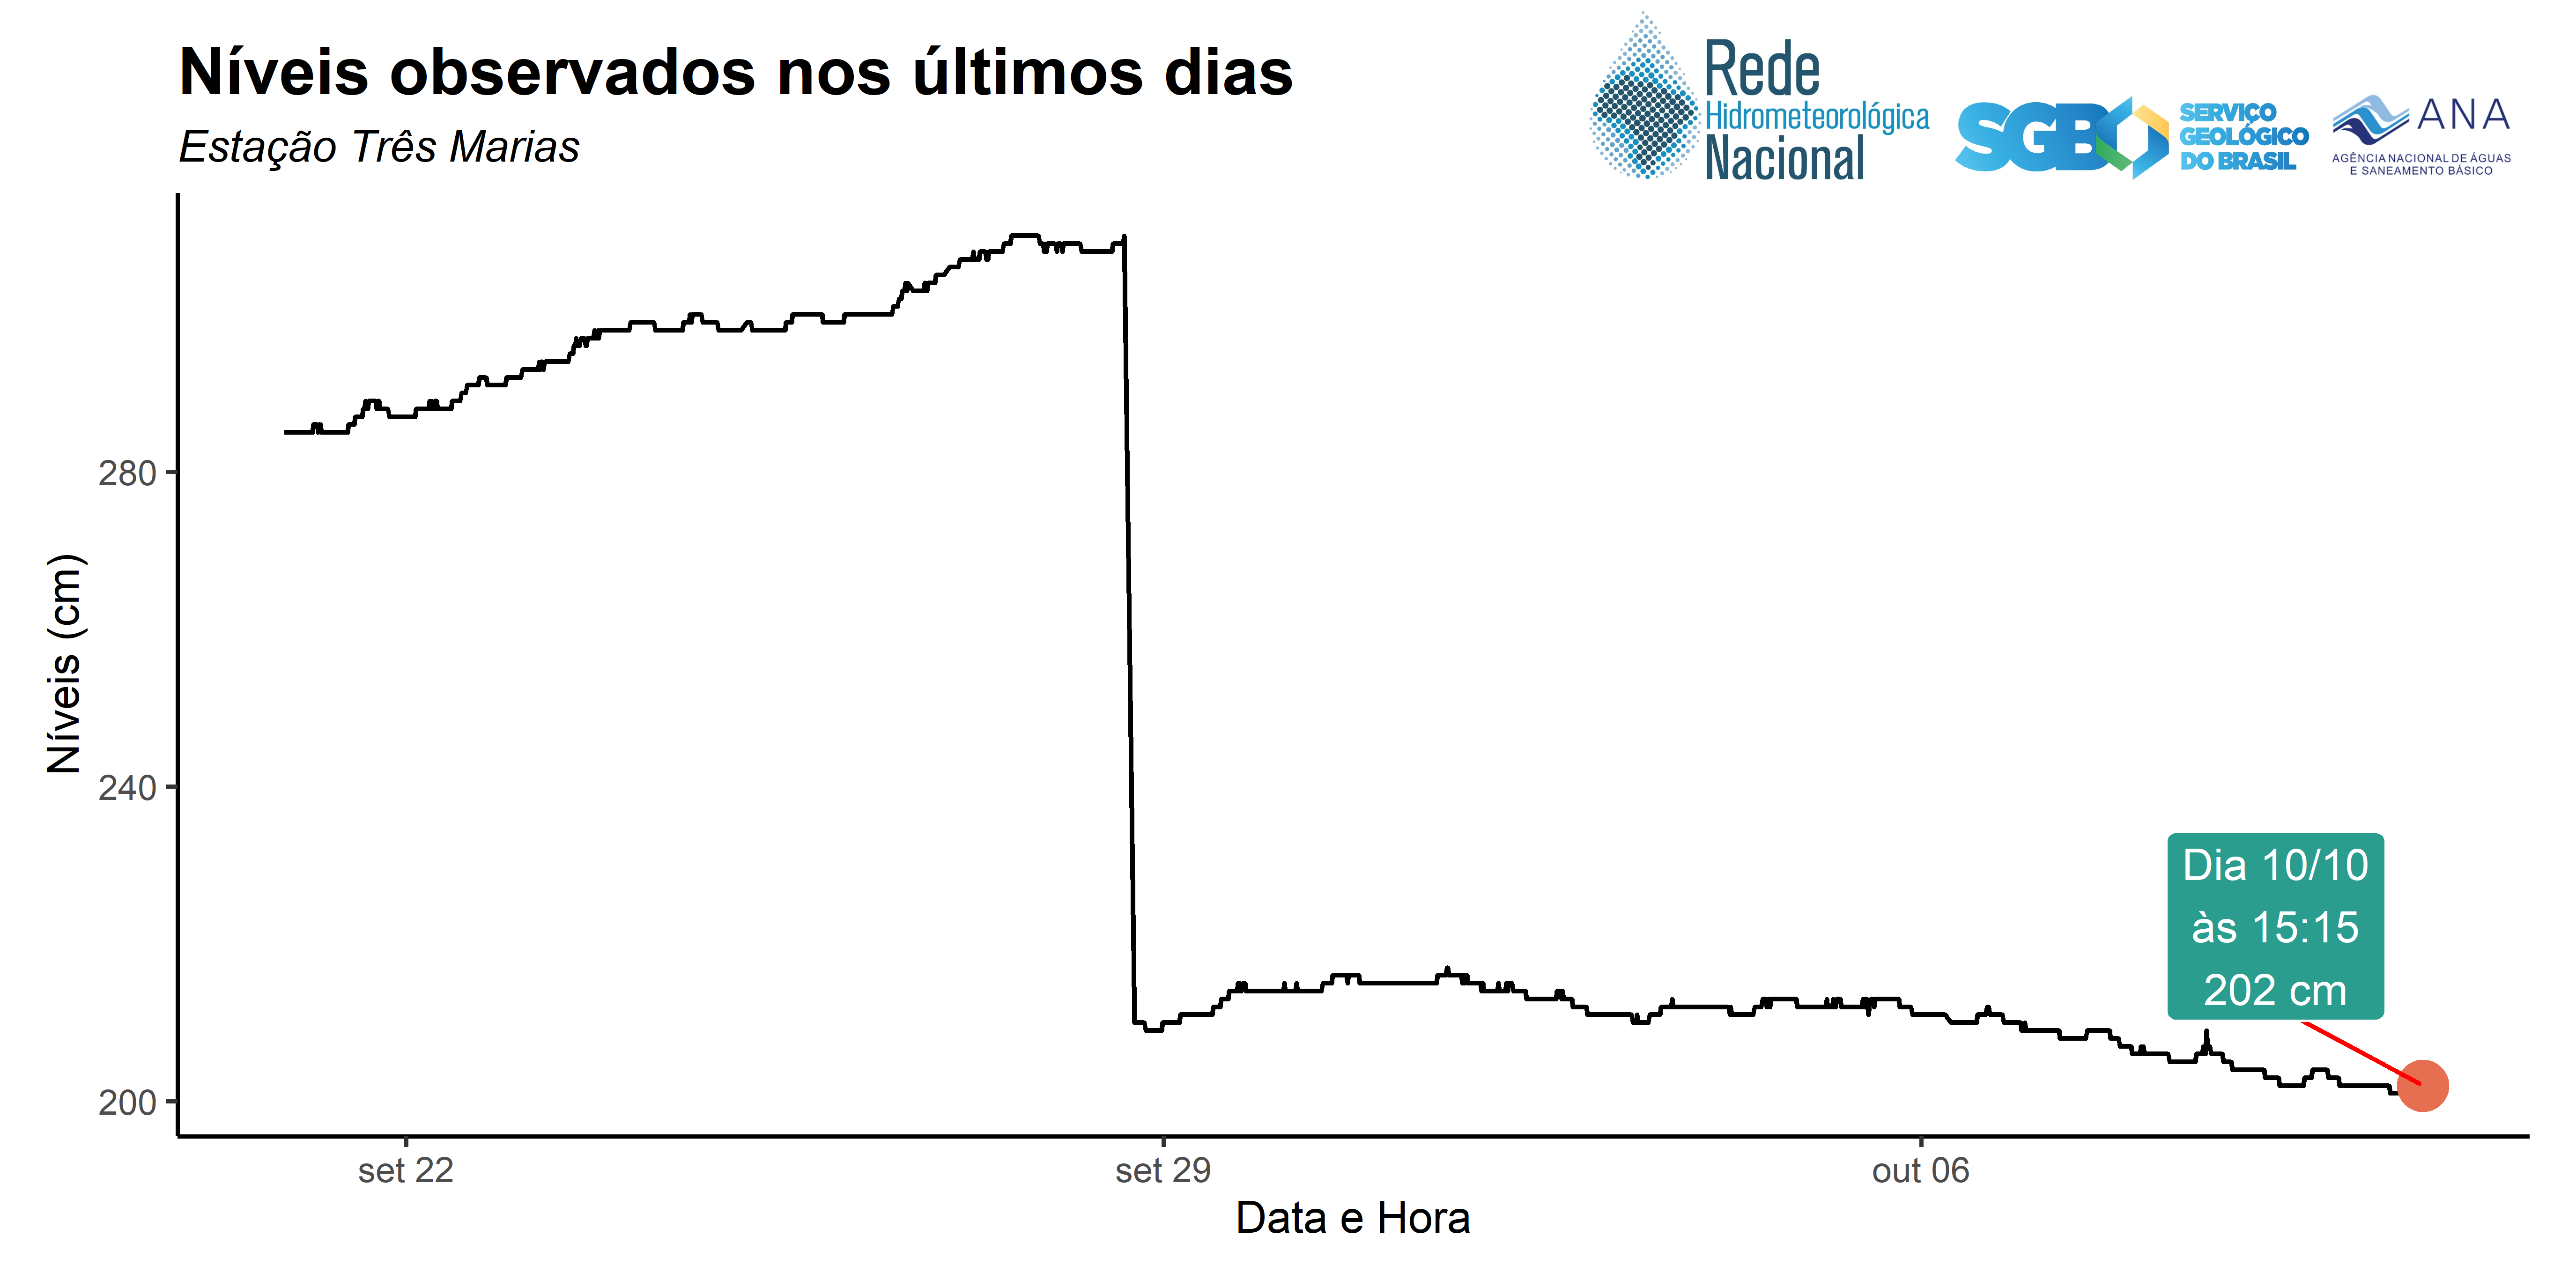 Níveis observados nos últimos dias
Estação Três Marias
Rede
Hidrometeorológica
Nacional
SGB
SERVIÇO
GEOLÓGICO
DO BRASIL
ANA
AGÊNCIA NACIONAL DE ÁGUAS
E SANEAMENTO BÁSICO
Níveis (cm)
280
240
200
Dia 10/10
às 15:15
202 cm
set 22
set 29
out 06
Data e Hora